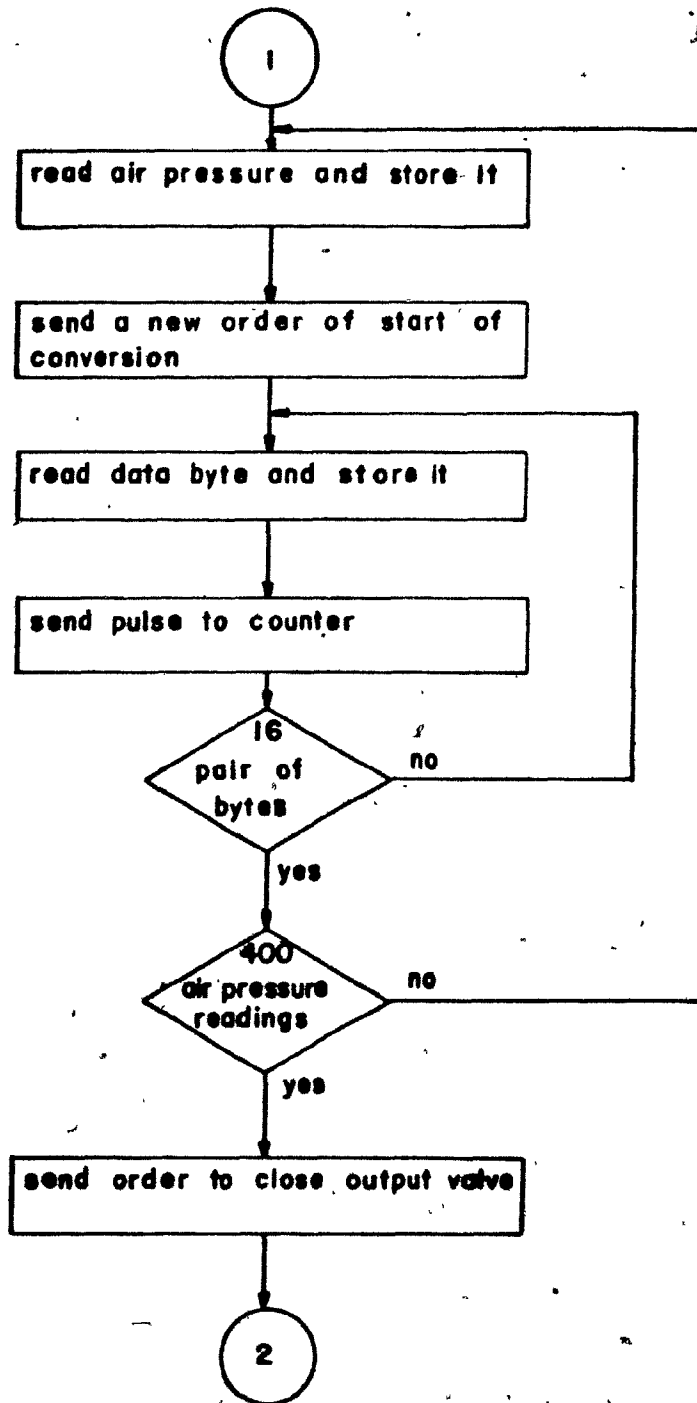 1
read air pressure and store it
send a new order of start of
conversion
read data byte and store it
send pulse to counter
16
pair of
bytes
no
yes
400
air pressure
readings
no
yes
send order to close output valve
2